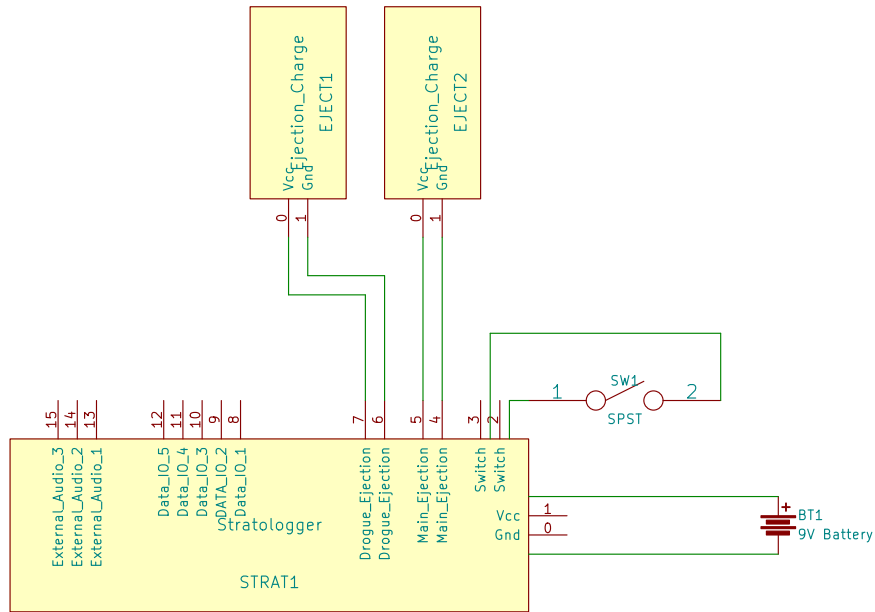 Ejection_Charge
EJECT1
Vcc
Gnd
0
1
Ejection_Charge
EJECT2
Vcc
Gnd
0
1
1
SW1
2
SPST
15
14
13
12
11
10
9
8
7
6
5
4
3
2
External_Audio_3
External_Audio_2
External_Audio_1
Data_IO_5
Data_IO_4
Data_IO_3
DATA_IO_2
Data_IO_1
Drogue_Ejection
Drogue_Ejection
Main_Ejection
Main_Ejection
Switch
Switch
Stratologger
STRAT1
Vcc
1
Gnd
0
+
BT1
9V Battery